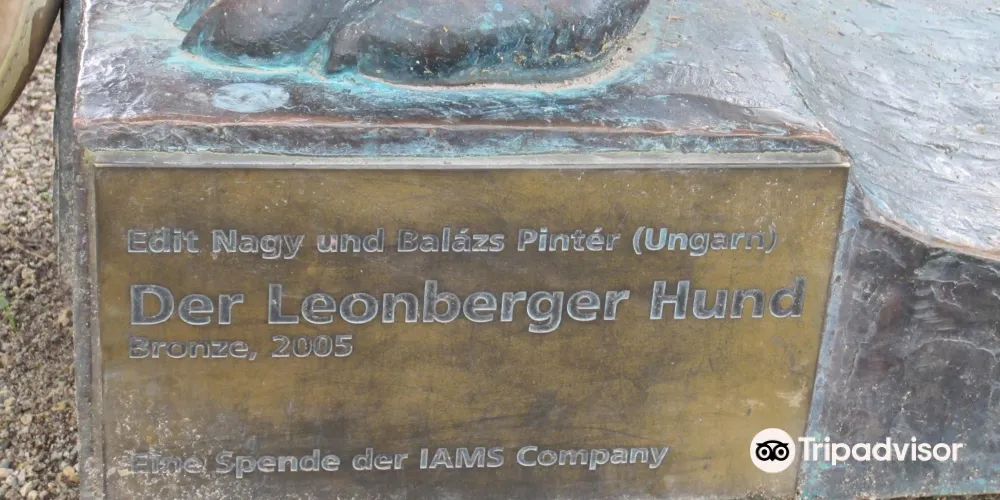 Edit Nagy und Balázs Pintér (Ungarn)
Der Leonberger Hund
Bronze, 2005
Eine Spende der IAMS Company
Tripadvisor